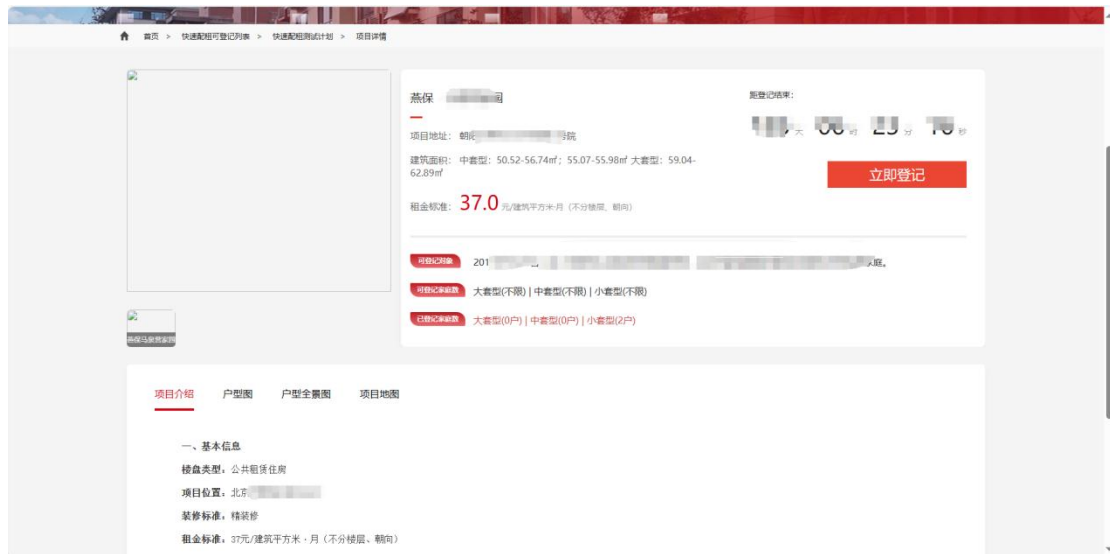 首页 > 快速配租可登记列表 > 快速配租测试计划 > 项目详情
燕保
距登记结束：
项目地址： 朝
天 时 分 秒
建筑面积： 中套型：50.52-56.74㎡；55.07-55.98㎡ 大套型：59.04-
62.89㎡
立即登记
租金标准： 37.0 元/建筑平方米·月（不分楼层、朝向）
可登记对象 201 家庭。
可登记家庭数 大套型(不限) | 中套型(不限) | 小套型(不限)
已登记家庭数 大套型(0户) | 中套型(0户) | 小套型(2户)
燕保马泉营家园
项目介绍 户型图 户型全景图 项目地图
一、基本信息
楼盘类型：公共租赁住房
项目位置：北京
装修标准：精装修
租金标准：37元/建筑平方米·月（不分楼层、朝向）